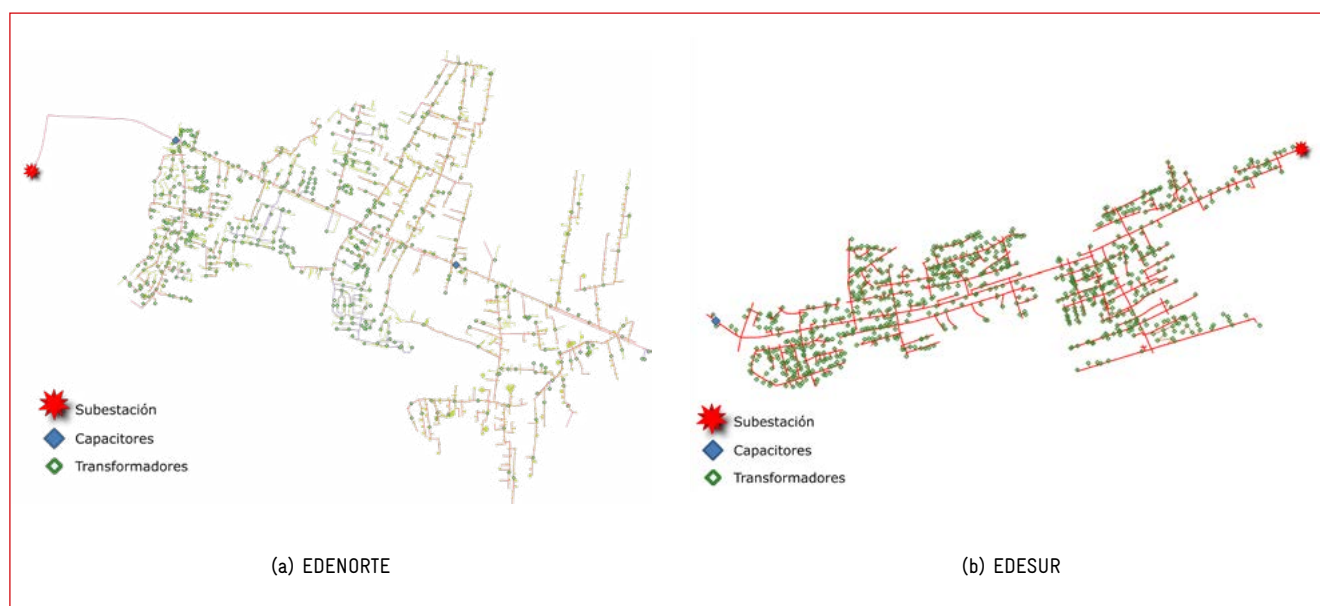 Subestación
Capacitores
Transformadores
(a) EDENORTE
Subestación
Capacitores
Transformadores
(b) EDESUR